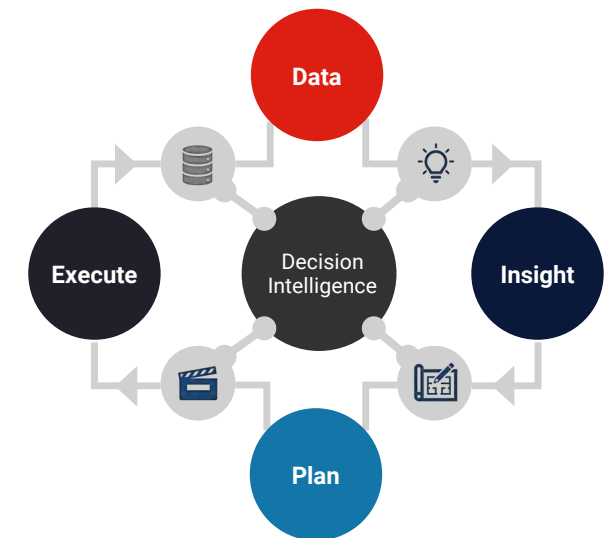 Data
Decision
Intelligence
Execute
Insight
Plan